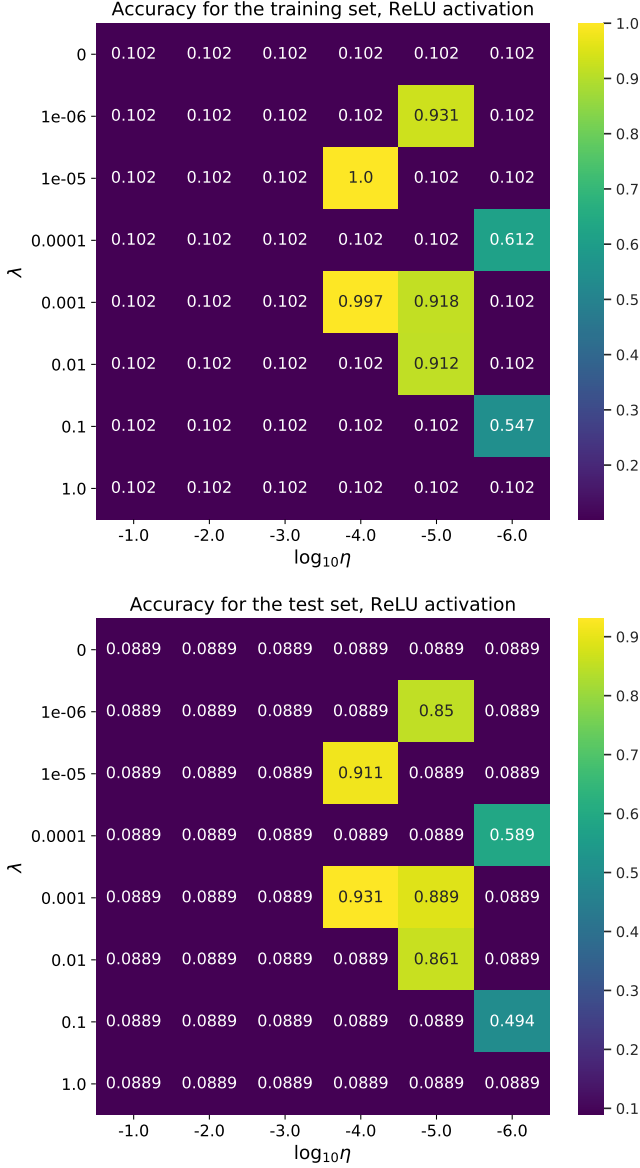 Accuracy for the training set, ReLU activation
0 0.102 0.102 0.102 0.102 0.102 0.102
1e-06 0.102 0.102 0.102 0.102 0.931 0.102
1e-05 0.102 0.102 0.102 1.0 0.102 0.102
0.0001 0.102 0.102 0.102 0.102 0.102 0.612
0.001 0.102 0.102 0.102 0.997 0.918 0.102
0.01 0.102 0.102 0.102 0.102 0.912 0.102
0.1 0.102 0.102 0.102 0.102 0.102 0.547
1.0 0.102 0.102 0.102 0.102 0.102 0.102
λ
-1.0 -2.0 -3.0 -4.0 -5.0 -6.0
log₁₀η
1.0
0.9
0.8
0.7
0.6
0.5
0.4
0.3
0.2
Accuracy for the test set, ReLU activation
0 0.0889 0.0889 0.0889 0.0889 0.0889 0.0889
1e-06 0.0889 0.0889 0.0889 0.0889 0.85 0.0889
1e-05 0.0889 0.0889 0.0889 0.911 0.0889 0.0889
0.0001 0.0889 0.0889 0.0889 0.0889 0.0889 0.589
0.001 0.0889 0.0889 0.0889 0.931 0.889 0.0889
0.01 0.0889 0.0889 0.0889 0.0889 0.861 0.0889
0.1 0.0889 0.0889 0.0889 0.0889 0.0889 0.494
1.0 0.0889 0.0889 0.0889 0.0889 0.0889 0.0889
λ
-1.0 -2.0 -3.0 -4.0 -5.0 -6.0
log₁₀η
0.9
0.8
0.7
0.6
0.5
0.4
0.3
0.2
0.1